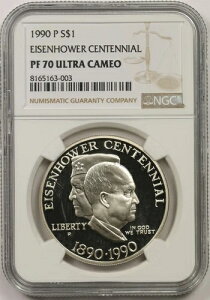 1990 P S$1
EISENHOWER CENTENNIAL
PF 70 ULTRA CAMEO
8165163-003
NUMISMATIC GUARANTY COMPANY
NGC
EISENHOWER CENTENNIAL
LIBERTY
IN GOD
WE TRUST
P
1890-1990